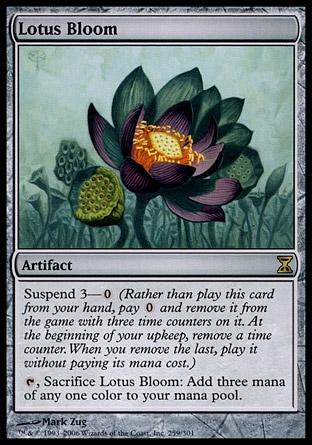 Lotus Bloom
Artifact
Suspend 3—0 (Rather than play this card
from your hand, pay 0 and remove it from
the game with three time counters on it. At
the beginning of your upkeep, remove a time
counter. When you remove the last, play it
without paying its mana cost.)
, Sacrifice Lotus Bloom: Add three mana
of any one color to your mana pool.
Mark Zug
™ & © 1993–2006 Wizards of the Coast, Inc. 259/301